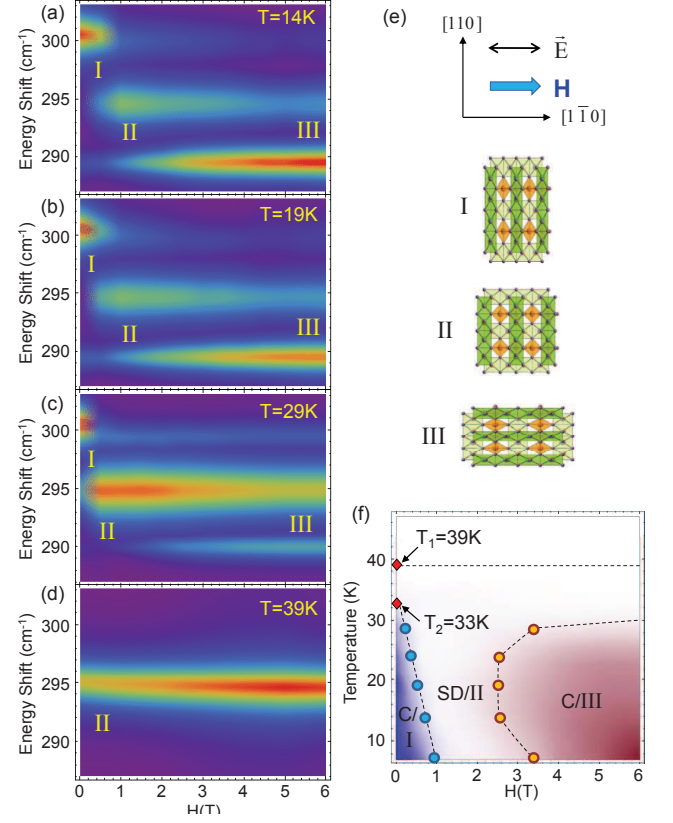 (a)
T=14K
300
295
290
Energy Shift (cm⁻¹)
I
II
III
(b)
T=19K
300
295
290
Energy Shift (cm⁻¹)
I
II
III
(c)
T=29K
300
295
290
Energy Shift (cm⁻¹)
I
II
III
(d)
T=39K
300
295
290
Energy Shift (cm⁻¹)
II
0 1 2 3 4 5 6
H(T)
(e)
[110]
E⃗
H
[11̅0]
I
II
III
(f)
T₁=39K
T₂=33K
40
30
20
10
Temperature (K)
C/
I
SD/II
C/III
0 1 2 3 4 5 6
H(T)